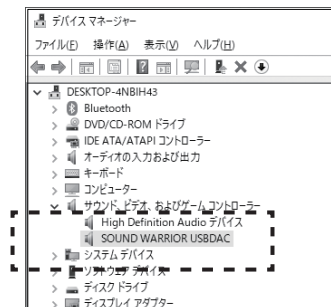 デバイス マネージャー
ファイル(F) 操作(A) 表示(V) ヘルプ(H)
DESKTOP-4NBIH43
Bluetooth
DVD/CD-ROM ドライブ
IDE ATA/ATAPI コントローラー
オーディオの入力および出力
キーボード
コンピューター
サウンド、ビデオ、およびゲーム コントローラー
High Definition Audio デバイス
SOUND WARRIOR USBDAC
システム デバイス
ソフトウェア デバイス
ディスク ドライブ
ディスプレイ アダプター